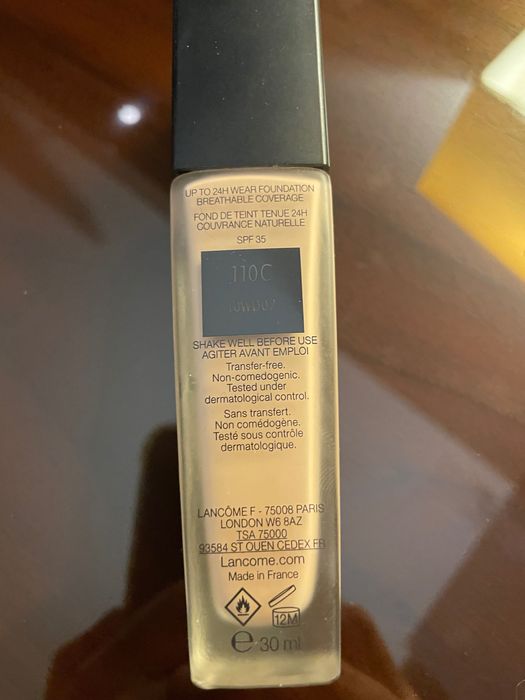 UP TO 24H WEAR FOUNDATION
BREATHABLE COVERAGE
FOND DE TEINT TENUE 24H
COUVRANCE NATURELLE
SPF 35
110C
SHAKE WELL BEFORE USE
AGITER AVANT EMPLOI
Transfer-free.
Non-comedogenic.
Tested under
dermatological control.
Sans transfert.
Non comédogène.
Testé sous contrôle
dermatologique.
LANCÔME F - 75008 PARIS
LONDON W6 8AZ
TSA 75000
93584 ST OUEN CEDEX FR
Lancome.com
Made in France
12M
e 30 ml